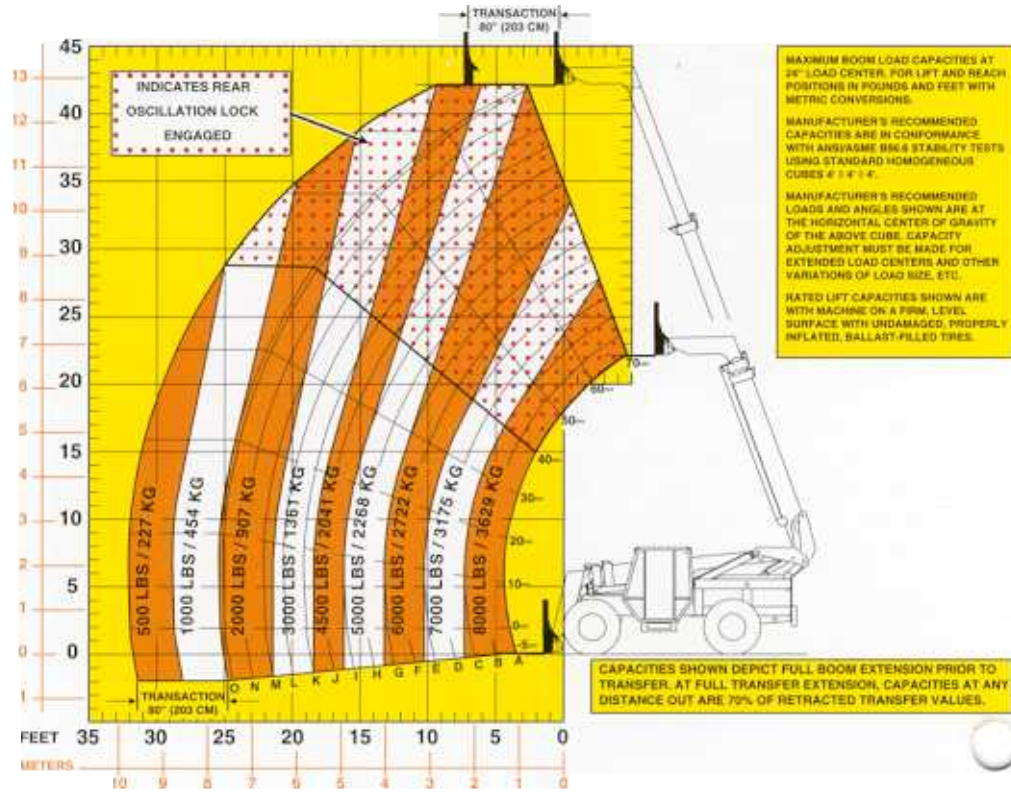 TRANSACTION
80" (203 CM)
INDICATES REAR
OSCILLATION LOCK
ENGAGED
MAXIMUM BOOM LOAD CAPACITIES AT
24" LOAD CENTER, FOR LIFT AND REACH
POSITIONS IN POUNDS AND FEET WITH
METRIC CONVERSIONS.
MANUFACTURER'S RECOMMENDED
CAPACITIES ARE IN CONFORMANCE
WITH ANSI/ASME B56.6 STABILITY TESTS
USING STANDARD HOMOGENEOUS
CUBES 4' 4' 4'.
MANUFACTURER'S RECOMMENDED
LOADS AND ANGLES SHOWN ARE AT
THE HORIZONTAL CENTER OF GRAVITY
OF THE ABOVE CUBE. CAPACITY
ADJUSTMENT MUST BE MADE FOR
EXTENDED LOAD CENTERS AND OTHER
VARIATIONS OF LOAD SIZE, ETC.
RATED LIFT CAPACITIES SHOWN ARE
WITH MACHINE ON A FIRM, LEVEL
SURFACE WITH UNDAMAGED, PROPERLY
INFLATED, BALLAST-FILLED TIRES.
45
40
35
30
25
20
15
10
5
0
13
12
11
10
9
8
7
6
5
4
3
2
1
0
1
70
60
50
40
30
20
10
0
-5
500 LBS / 227 KG
1000 LBS / 454 KG
2000 LBS / 907 KG
3000 LBS / 1361 KG
4500 LBS / 2041 KG
5000 LBS / 2268 KG
6000 LBS / 2722 KG
7000 LBS / 3175 KG
8000 LBS / 3629 KG
O N M L K J I H G F E D C B A
TRANSACTION
80" (203 CM)
CAPACITIES SHOWN DEPICT FULL BOOM EXTENSION PRIOR TO
TRANSFER. AT FULL TRANSFER EXTENSION, CAPACITIES AT ANY
DISTANCE OUT ARE 70% OF RETRACTED TRANSFER VALUES.
FEET 35 30 25 20 15 10 5 0
METERS 10 9 8 7 6 5 4 3 2 1 0